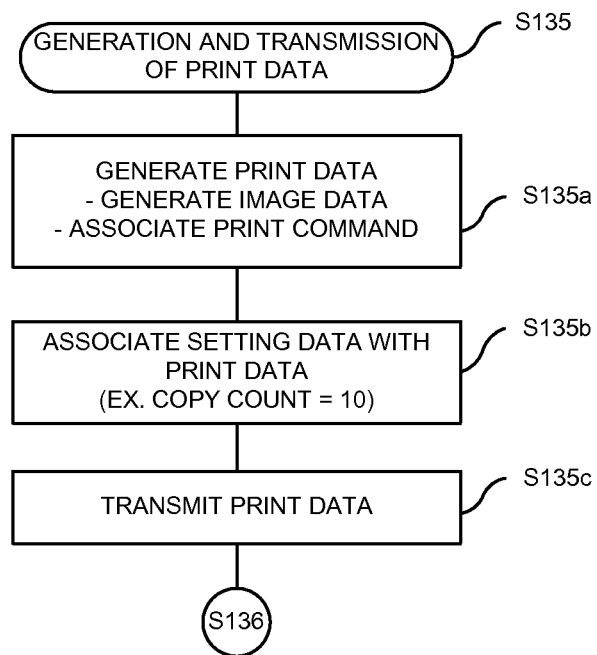 GENERATION AND TRANSMISSION
OF PRINT DATA
S135
GENERATE PRINT DATA
- GENERATE IMAGE DATA
- ASSOCIATE PRINT COMMAND
S135a
ASSOCIATE SETTING DATA WITH
PRINT DATA
(EX. COPY COUNT = 10)
S135b
TRANSMIT PRINT DATA
S135c
S136